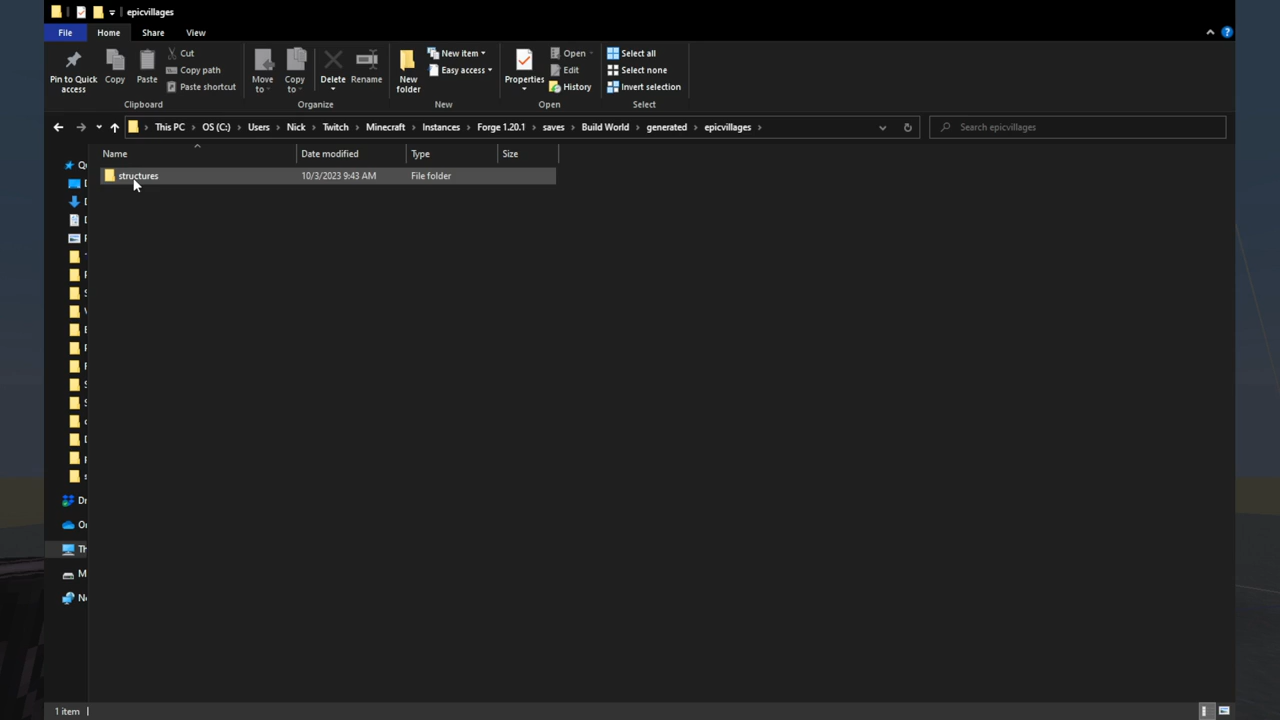 epicvillages
File Home Share View
Pin to Quick access
Copy
Paste
Cut
Copy path
Paste shortcut
Clipboard
Move to
Copy to
Delete
Rename
Organize
New folder
New item
Easy access
New
Properties
Open
Edit
History
Open
Select all
Select none
Invert selection
Select
This PC > OS (C:) > Users > Nick > Twitch > Minecraft > Instances > Forge 1.20.1 > saves > Build World > generated > epicvillages >
Search epicvillages
Name Date modified Type Size
structures 10/3/2023 9:43 AM File folder
1 item